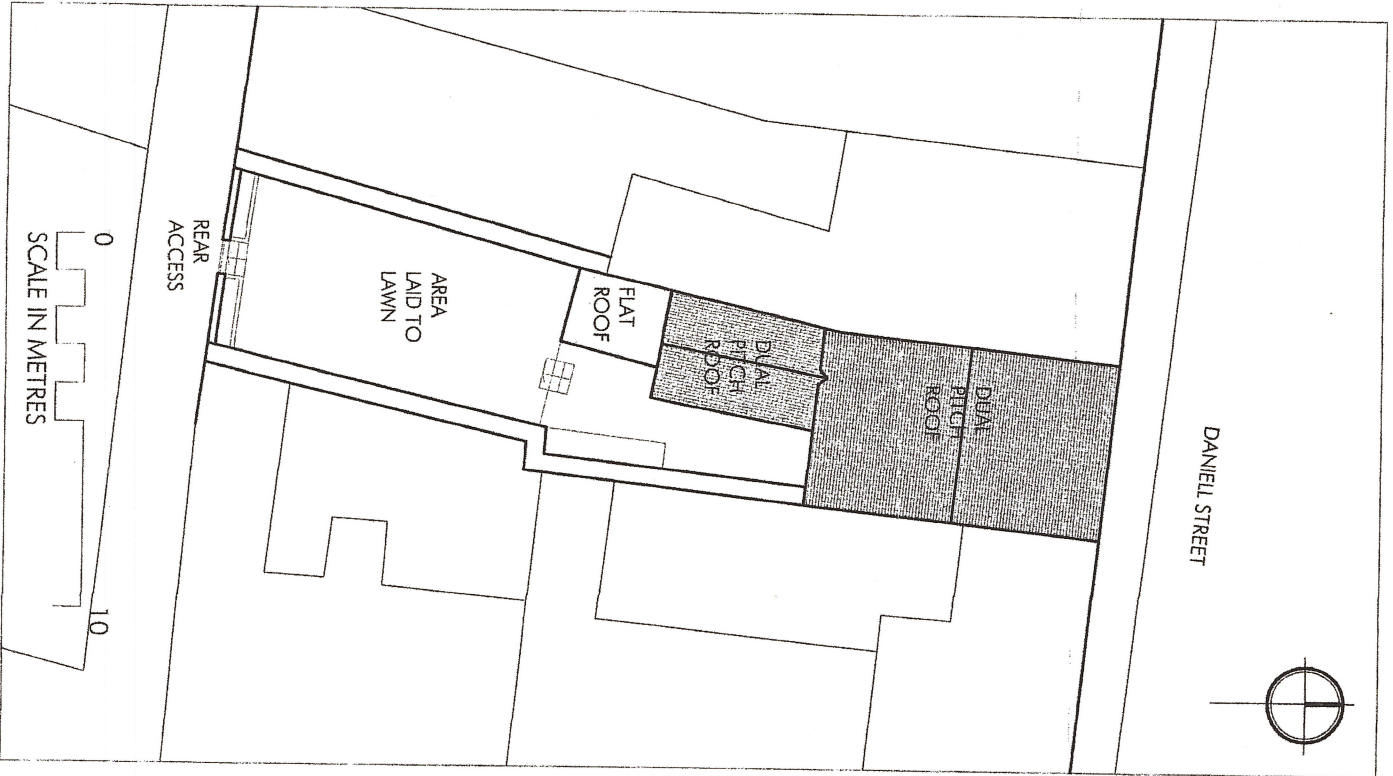 DANIELL STREET
DUAL
PITCH
ROOF
DUAL
PITCH
ROOF
FLAT
ROOF
AREA
LAID TO
LAWN
REAR
ACCESS
0
10
SCALE IN METRES